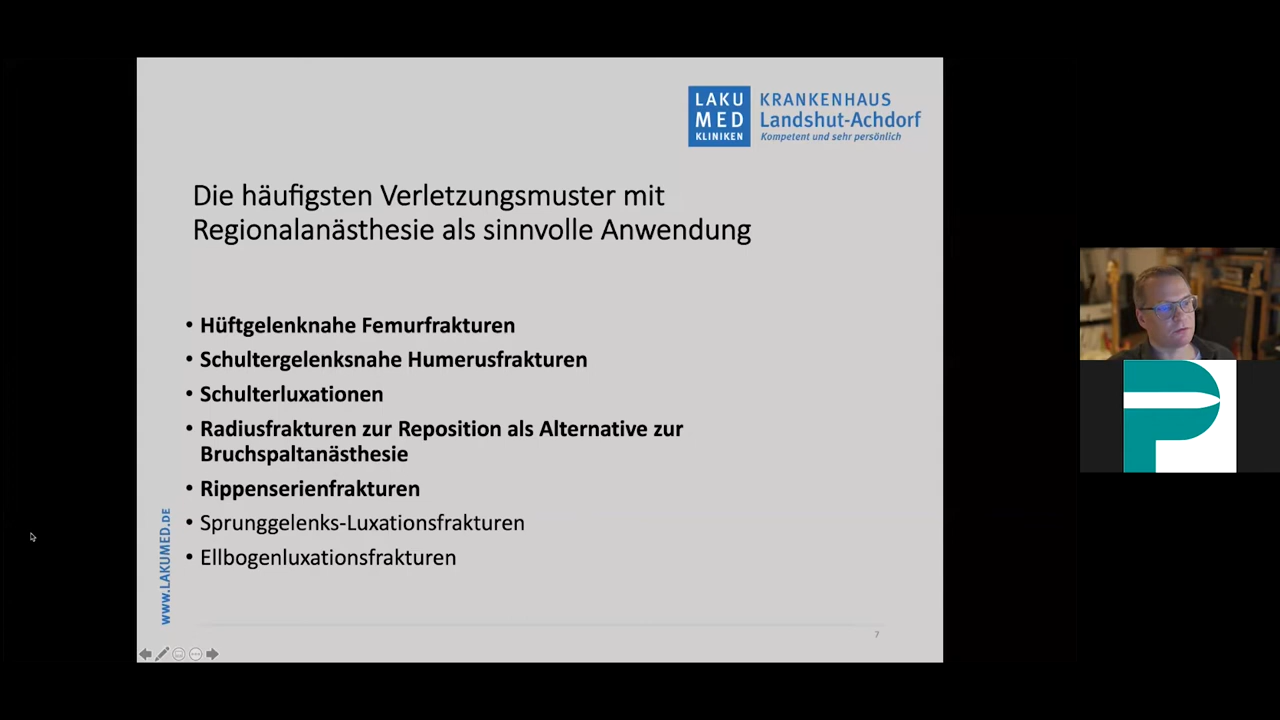 LAKU
MED
KLINIKEN
KRANKENHAUS
Landshut-Achdorf
Kompetent und sehr persönlich
Die häufigsten Verletzungsmuster mit
Regionalanästhesie als sinnvolle Anwendung
• Hüftgelenknahe Femurfrakturen
• Schultergelenksnahe Humerusfrakturen
• Schulterluxationen
• Radiusfrakturen zur Reposition als Alternative zur
Bruchspaltanästhesie
• Rippenserienfrakturen
• Sprunggelenks-Luxationsfrakturen
• Ellbogenluxationsfrakturen
WWW.LAKUMED.DE
7
P